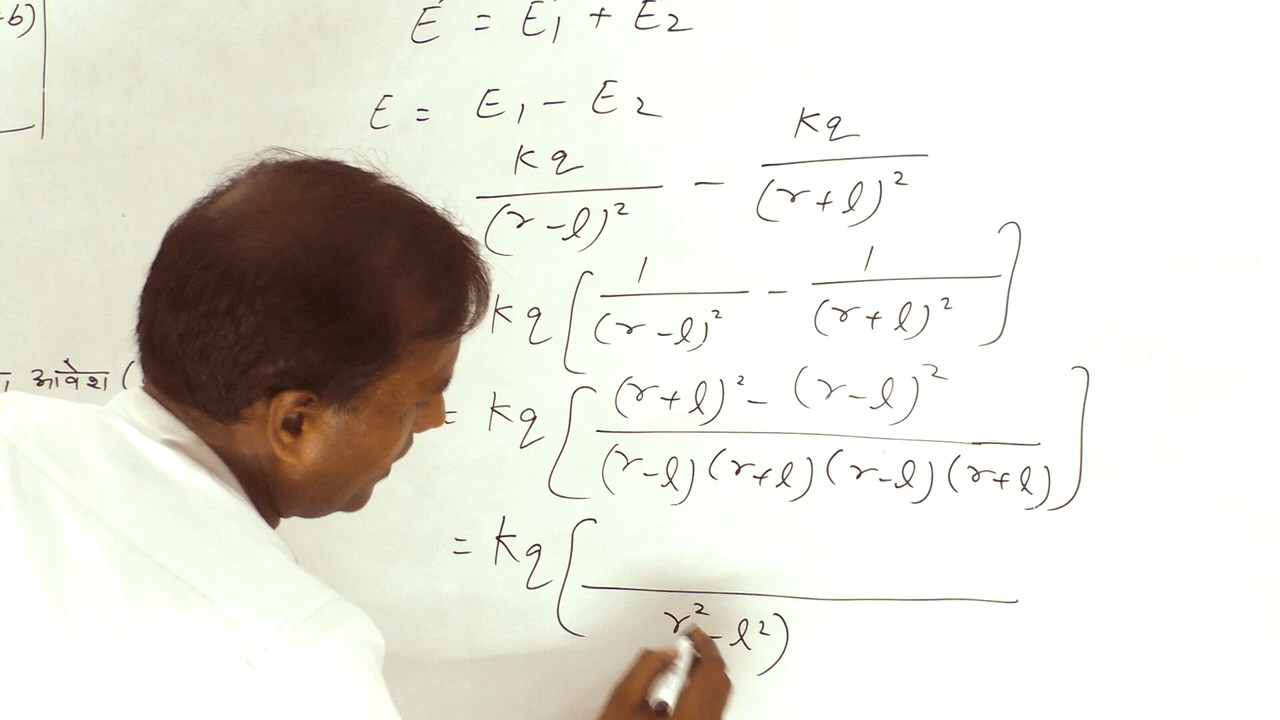 b)
E = E1 + E2
E = E1 - E2
Kq/(r-l)² - Kq/(r+l)²
Kq[1/(r-l)² - 1/(r+l)²]
= Kq[(r+l)² - (r-l)²/(r-l)(r+l)(r-l)(r+l)]
आवेश (
= Kq[ /r² - l²)